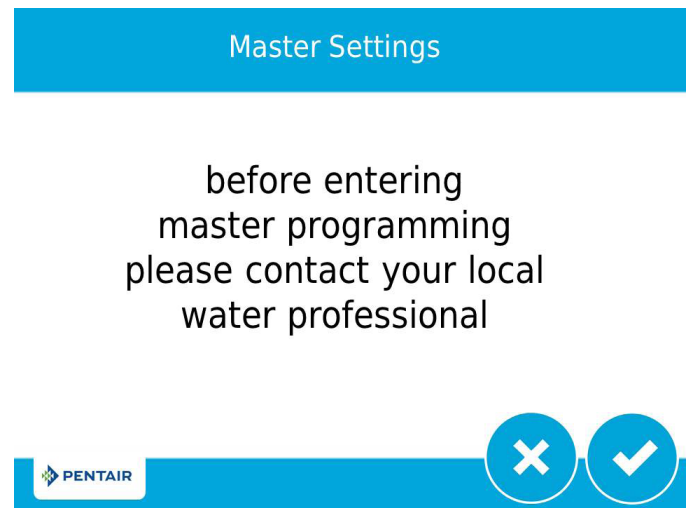 Master Settings
before entering
master programming
please contact your local
water professional
PENTAIR